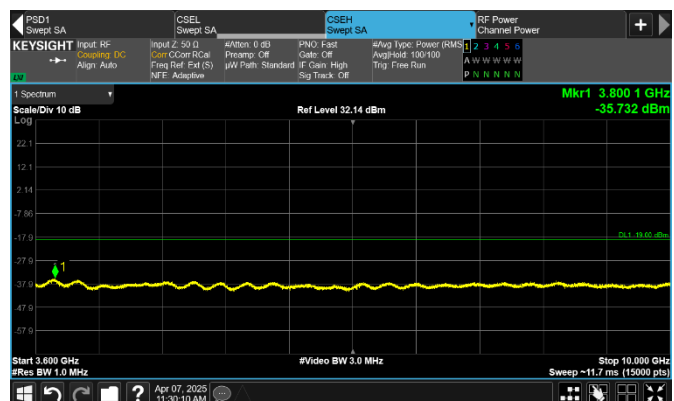 PSD1
Swept SA
CSEL
Swept SA
CSEH
Swept SA
RF Power
Channel Power
KEYSIGHT
Input: RF
Coupling: DC
Align: Auto
Input Z: 50 Ω
Corr CCorr RCal
Freq Ref: Ext (S)
NFE: Adaptive
#Atten: 0 dB
Preamp: Off
µW Path: Standard
PNO: Fast
Gate: Off
IF Gain: High
Sig Track: Off
#Avg Type: Power (RMS
Avg|Hold: 100/100
Trig: Free Run
1 2 3 4 5 6
A W W W W W
P N N N N N
LXI
1 Spectrum
Scale/Div 10 dB
Ref Level 32.14 dBm
Mkr1 3.800 1 GHz
-35.732 dBm
Log
22.1
12.1
2.14
-7.86
-17.9
DL1 -19.00 dBm
-27.9
1
-37.9
-47.9
-57.9
Start 3.600 GHz
#Video BW 3.0 MHz
Stop 10.000 GHz
#Res BW 1.0 MHz
Sweep ~11.7 ms (15000 pts)
Apr 07, 2025
11:30:10 AM